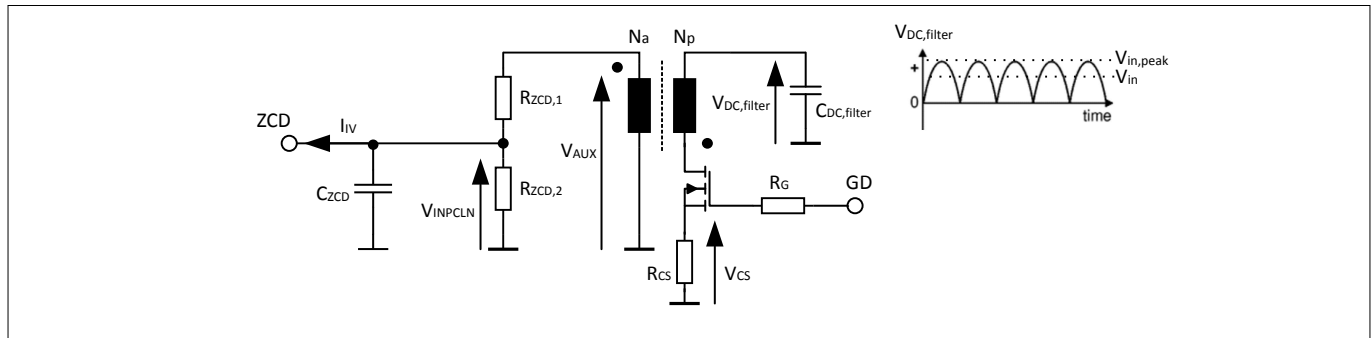 Na Np
VDC,filter
Vin,peak
Vin
+
0
time
RZCD,1
VDC,filter
CDC,filter
ZCD
IIV
VAUX
CZCD
VINPCLN
RZCD,2
RG
GD
RCS
VCS